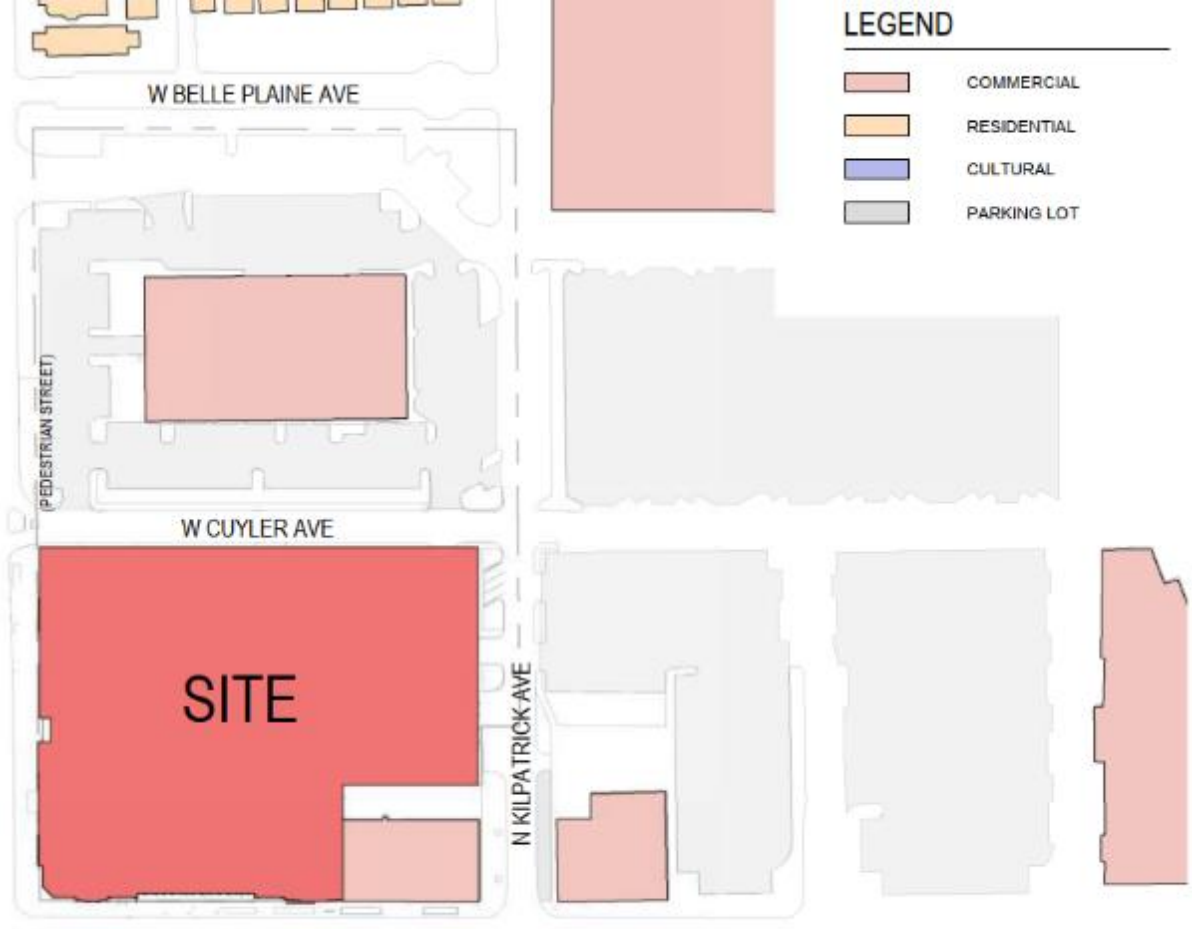 LEGEND
COMMERCIAL
RESIDENTIAL
CULTURAL
PARKING LOT
W BELLE PLAINE AVE
(PEDESTRIAN STREET)
W CUYLER AVE
SITE
N KILPATRICK AVE